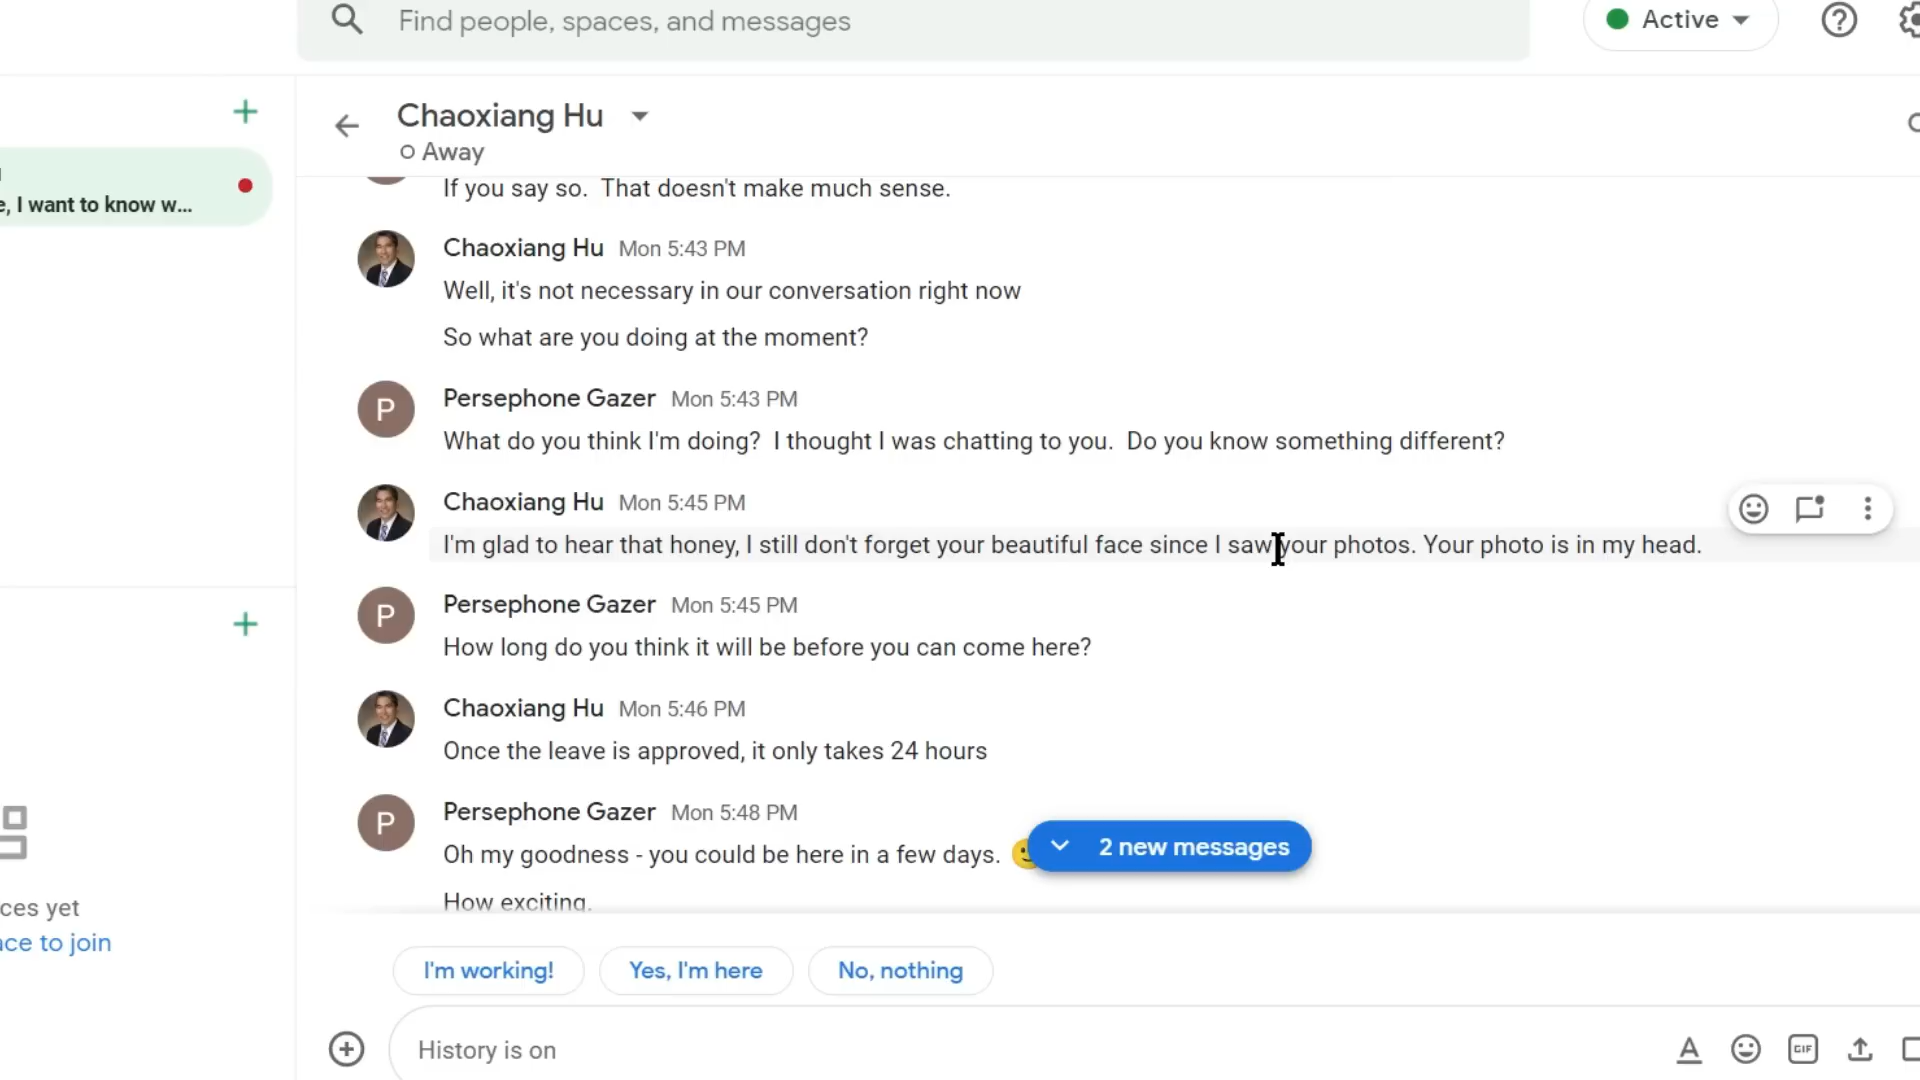 Find people, spaces, and messages
Active
Chaoxiang Hu
Away
e, I want to know w...
If you say so.  That doesn't make much sense.
Chaoxiang Hu Mon 5:43 PM
Well, it's not necessary in our conversation right now
So what are you doing at the moment?
P
Persephone Gazer Mon 5:43 PM
What do you think I'm doing?  I thought I was chatting to you.  Do you know something different?
Chaoxiang Hu Mon 5:45 PM
I'm glad to hear that honey, I still don't forget your beautiful face since I saw your photos. Your photo is in my head.
P
Persephone Gazer Mon 5:45 PM
How long do you think it will be before you can come here?
Chaoxiang Hu Mon 5:46 PM
Once the leave is approved, it only takes 24 hours
P
Persephone Gazer Mon 5:48 PM
Oh my goodness - you could be here in a few days.
2 new messages
How exciting.
ces yet
ace to join
I'm working!
Yes, I'm here
No, nothing
History is on
GIF